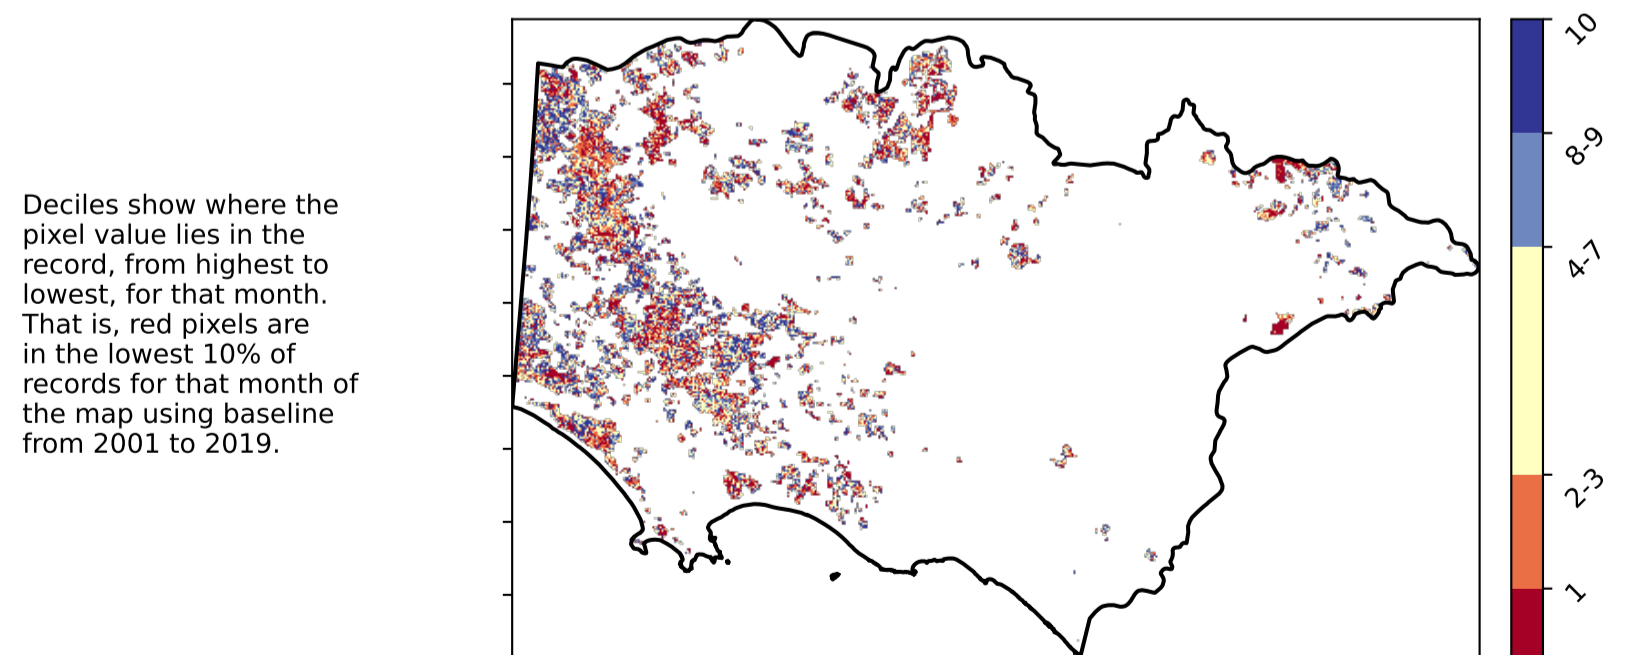 Deciles show where the
pixel value lies in the
record, from highest to
lowest, for that month.
That is, red pixels are
in the lowest 10% of
records for that month of
the map using baseline
from 2001 to 2019.
10
8-9
4-7
2-3
1